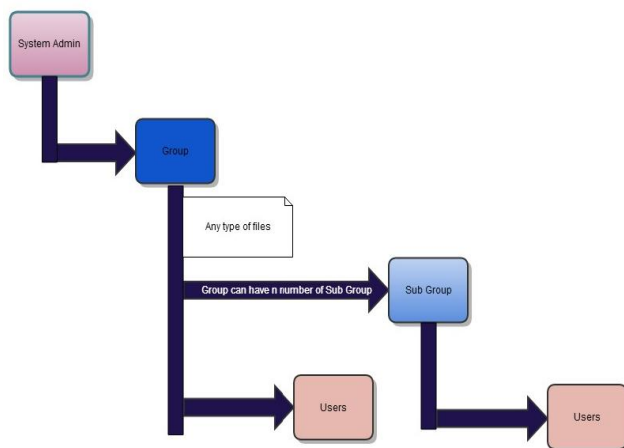 System Admin
Group
Any type of files
Group can have n number of Sub Group
Sub Group
Users
Users